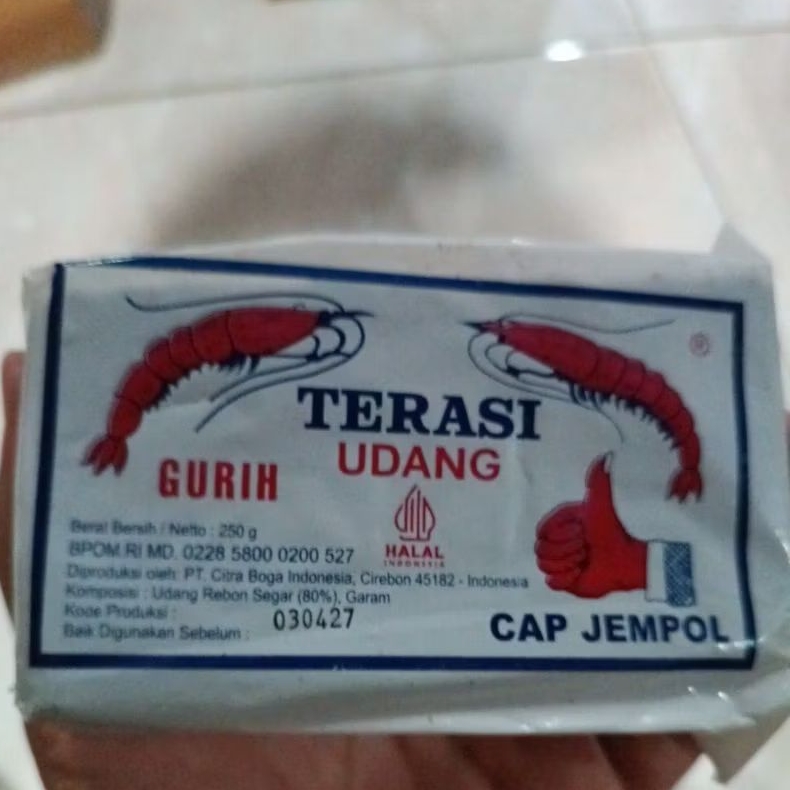 ®
TERASI
UDANG
GURIH
HALAL
INDONESIA
Berat Bersih / Netto : 250 g
BPOM RI MD. 0228 5800 0200 527
Diproduksi oleh: PT. Citra Boga Indonesia, Cirebon 45182 - Indonesia
Komposisi : Udang Rebon Segar (80%), Garam
Kode Produksi :
Baik Digunakan Sebelum :
030427
CAP JEMPOL